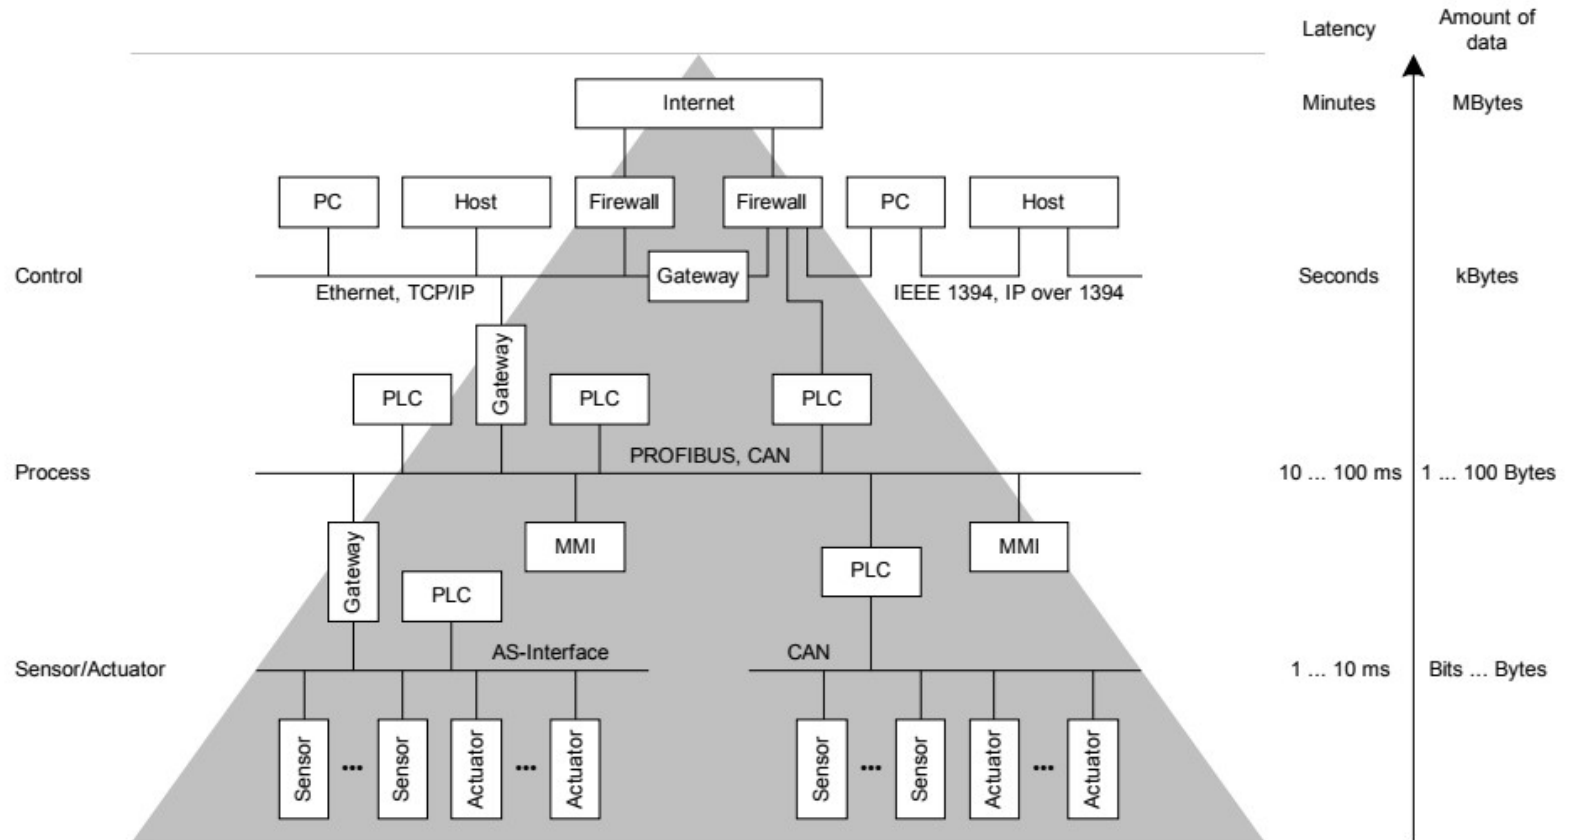 Latency
Amount of
data
Internet
Minutes
MBytes
PC
Host
Firewall
Firewall
PC
Host
Control
Gateway
Seconds
kBytes
Ethernet, TCP/IP
IEEE 1394, IP over 1394
Gateway
PLC
PLC
PLC
PROFIBUS, CAN
Process
10 ... 100 ms
1 ... 100 Bytes
Gateway
MMI
MMI
PLC
PLC
AS-Interface
CAN
Sensor/Actuator
1 ... 10 ms
Bits ... Bytes
Sensor
...
Sensor
Actuator
...
Actuator
Sensor
...
Sensor
Actuator
...
Actuator